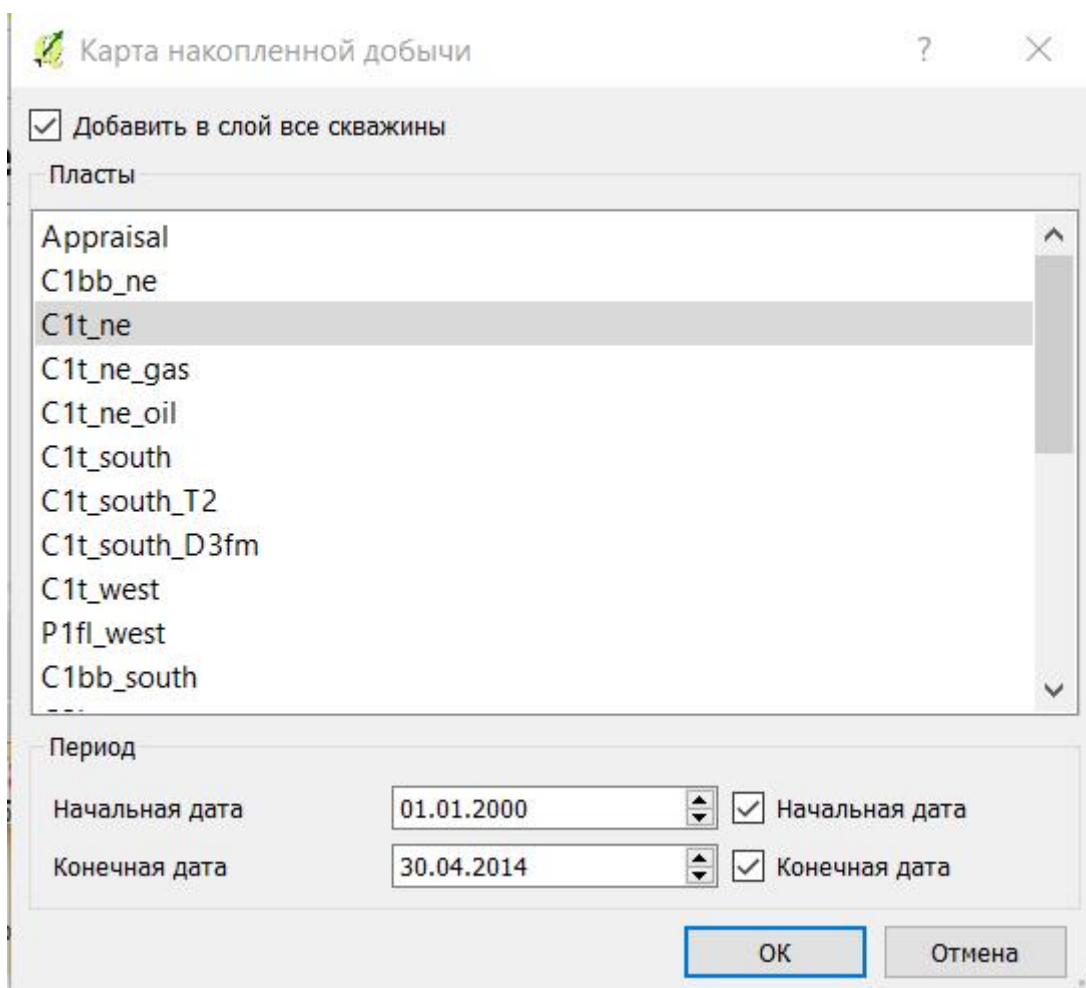 Карта накопленной добычи
Добавить в слой все скважины
Пласты
Appraisal
C1bb_ne
C1t_ne
C1t_ne_gas
C1t_ne_oil
C1t_south
C1t_south_T2
C1t_south_D3fm
C1t_west
P1fl_west
C1bb_south
Период
Начальная дата 01.01.2000 Начальная дата
Конечная дата 30.04.2014 Конечная дата
ОК Отмена